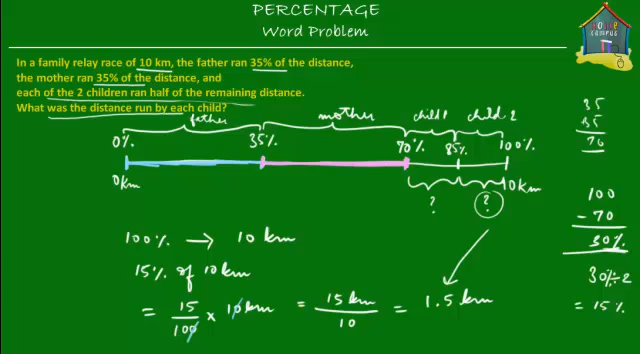 PERCENTAGE
Word Problem
Home Campus
In a family relay race of 10 km, the father ran 35% of the distance,
the mother ran 35% of the distance, and
each of the 2 children ran half of the remaining distance.
What was the distance run by each child?
father mother child 1 child 2
0% 35% 70% 85% 100%
0km 10km
? ?
35
35
70
100
- 70
30%
30% ÷ 2
= 15%
100% → 10 km
15% of 10km
= 15/100 × 10km = 15 km/10 = 1.5 km